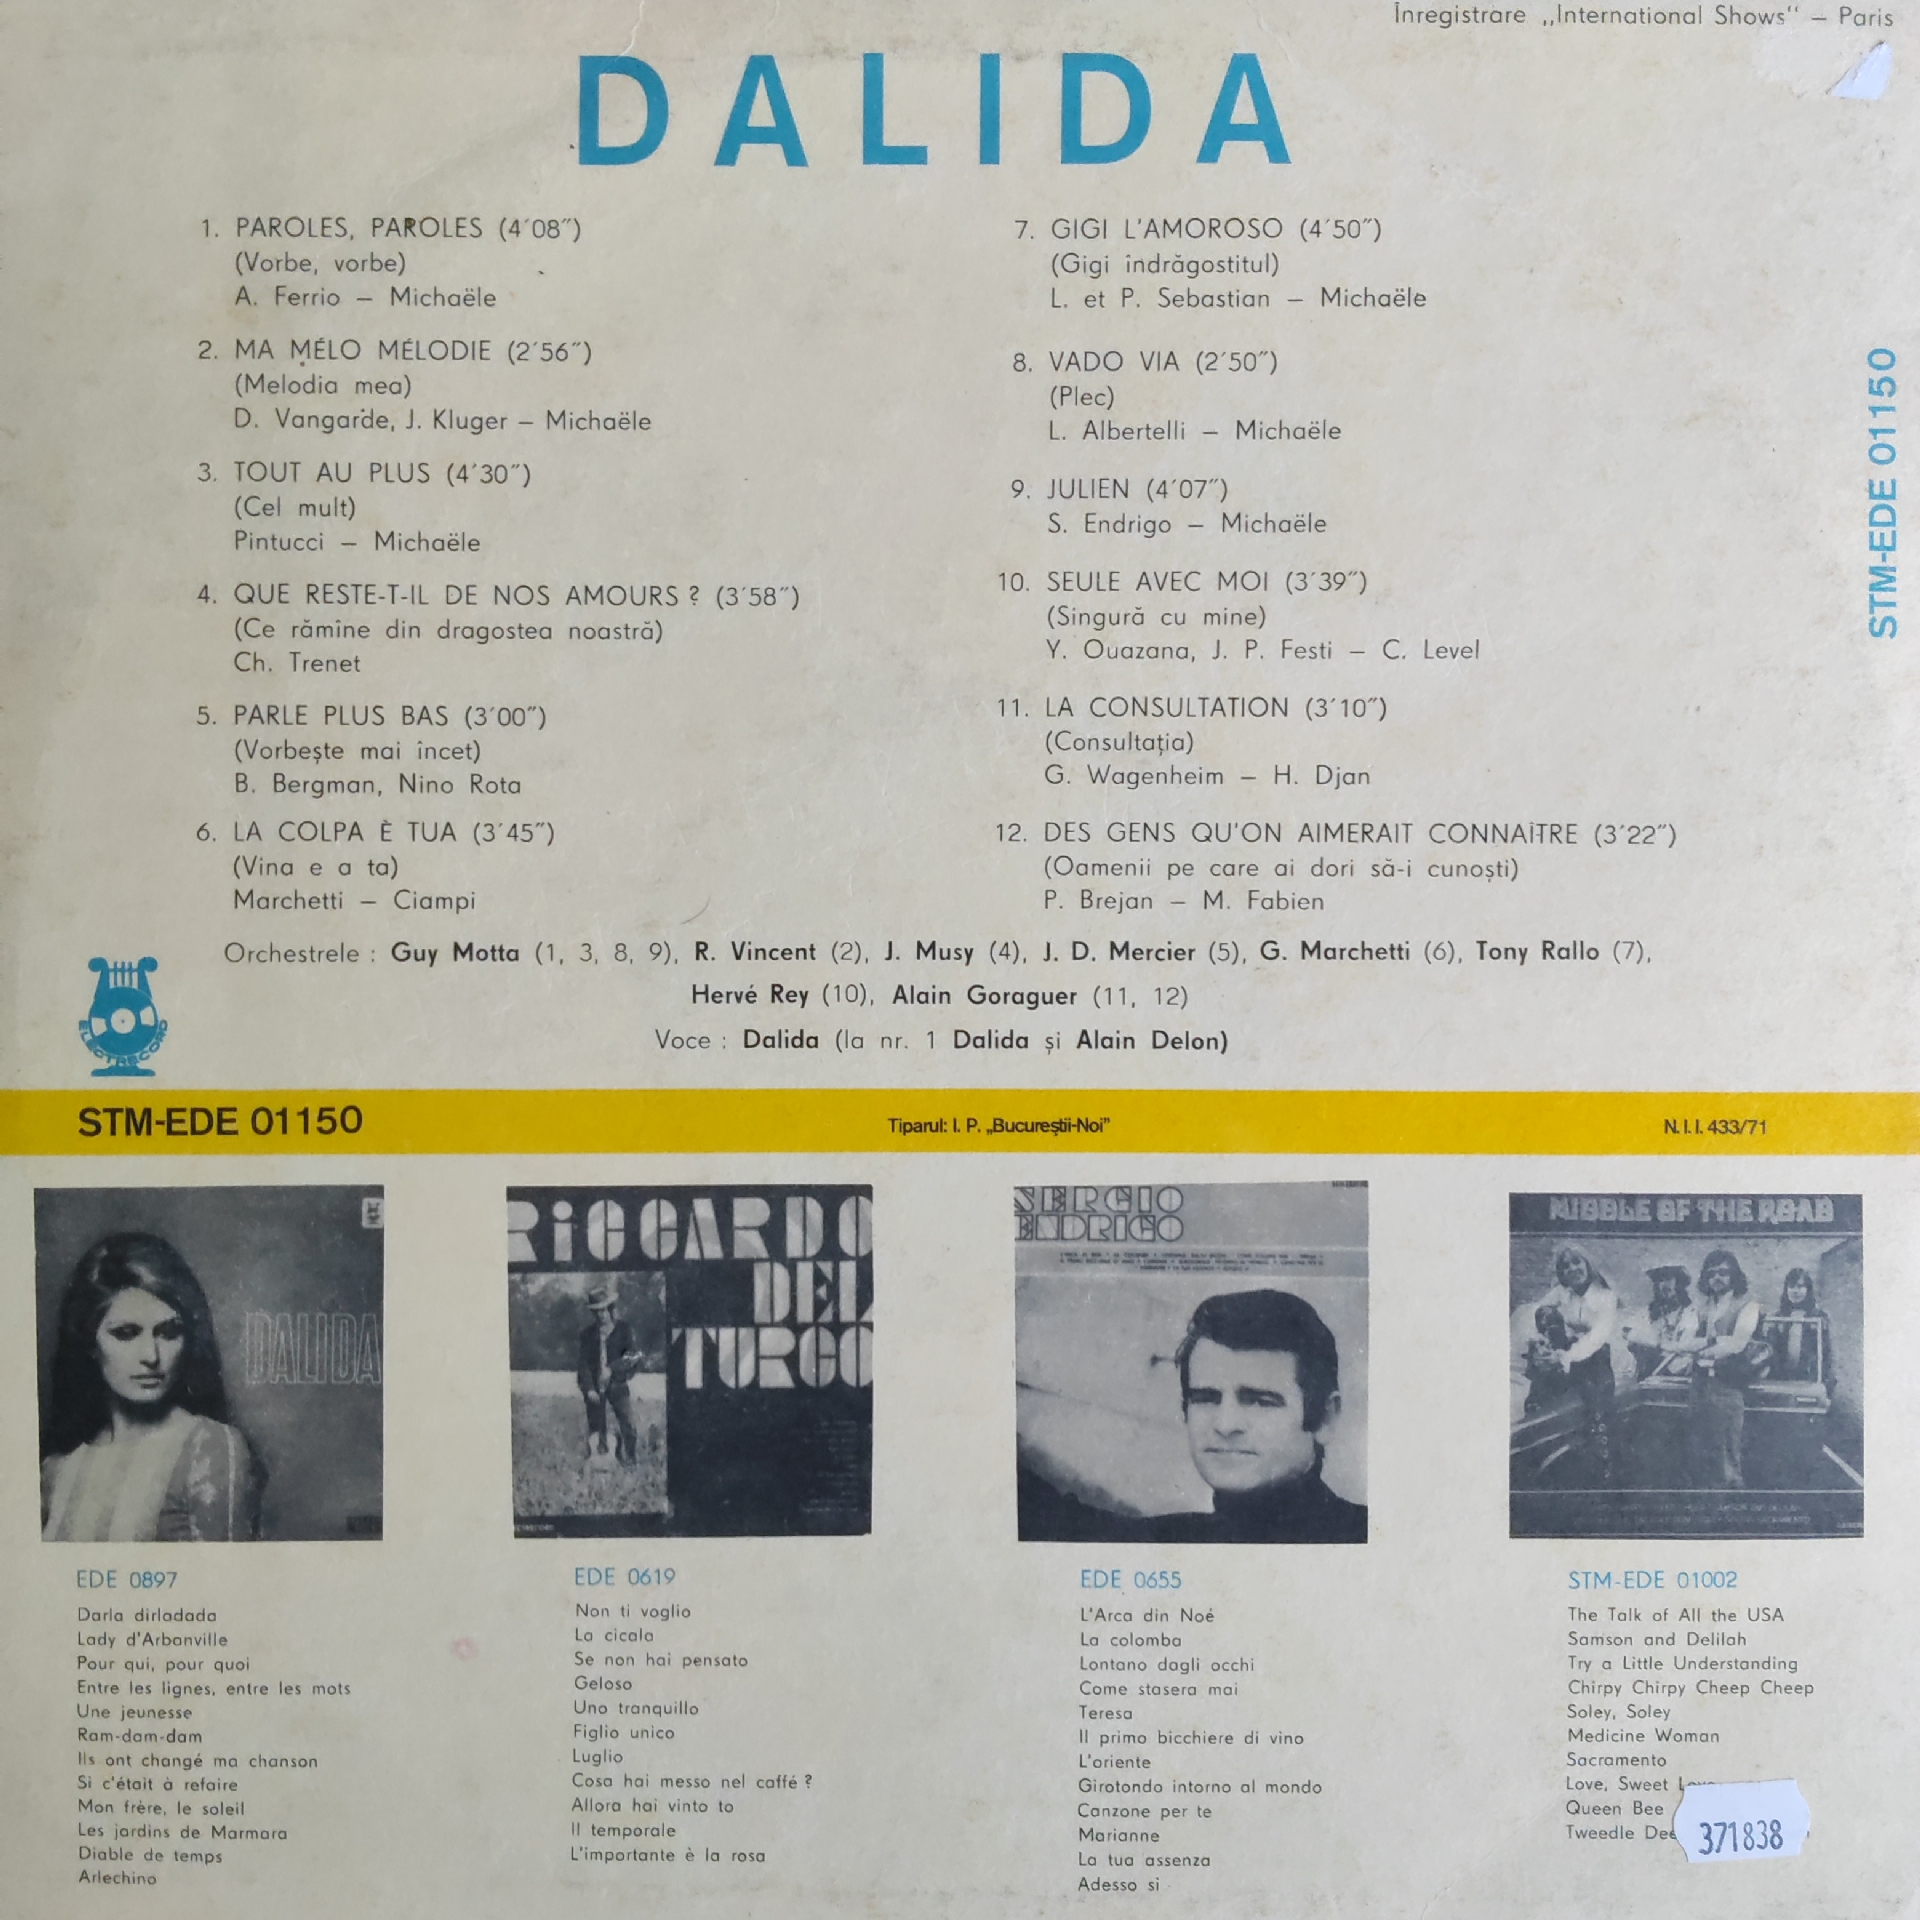 Înregistrare „International Shows" – Paris
DALIDA
1. PAROLES, PAROLES (4′08″)
(Vorbe, vorbe)
A. Ferrio – Michaële
2. MA MÉLO MÉLODIE (2′56″)
(Melodia mea)
D. Vangarde, J. Kluger – Michaële
3. TOUT AU PLUS (4′30″)
(Cel mult)
Pintucci – Michaële
4. QUE RESTE-T-IL DE NOS AMOURS ? (3′58″)
(Ce rămîne din dragostea noastră)
Ch. Trenet
5. PARLE PLUS BAS (3′00″)
(Vorbește mai încet)
B. Bergman, Nino Rota
6. LA COLPA È TUA (3′45″)
(Vina e a ta)
Marchetti – Ciampi
7. GIGI L'AMOROSO (4′50″)
(Gigi îndrăgostitul)
L. et P. Sebastian – Michaële
8. VADO VIA (2′50″)
(Plec)
L. Albertelli – Michaële
9. JULIEN (4′07″)
S. Endrigo – Michaële
10. SEULE AVEC MOI (3′39″)
(Singură cu mine)
Y. Ouazana, J. P. Festi – C. Level
11. LA CONSULTATION (3′10″)
(Consultația)
G. Wagenheim – H. Djan
12. DES GENS QU'ON AIMERAIT CONNAÎTRE (3′22″)
(Oamenii pe care ai dori să-i cunoști)
P. Brejan – M. Fabien
STM-EDE 01150
Orchestrele : Guy Motta (1, 3, 8, 9), R. Vincent (2), J. Musy (4), J. D. Mercier (5), G. Marchetti (6), Tony Rallo (7),
Hervé Rey (10), Alain Goraguer (11, 12)
Voce : Dalida (la nr. 1 Dalida și Alain Delon)
ELECTRECORD
STM-EDE 01150
Tiparul: I. P. „Bucureștii-Noi”
N. I. I. 433/71
DALIDA
RICCARDO
DEL
TURCO
SERGIO
ENDRIGO
MIDDLE OF THE ROAD
EDE 0897
Darla dirladada
Lady d'Arbanville
Pour qui, pour quoi
Entre les lignes, entre les mots
Une jeunesse
Ram-dam-dam
Ils ont changé ma chanson
Si c'était à refaire
Mon frère, le soleil
Les jardins de Marmara
Diable de temps
Arlechino
EDE 0619
Non ti voglio
La cicala
Se non hai pensato
Geloso
Uno tranquillo
Figlio unico
Luglio
Cosa hai messo nel caffé ?
Allora hai vinto to
Il temporale
L'importante è la rosa
EDE 0655
L'Arca din Noé
La colomba
Lontano dagli occhi
Come stasera mai
Teresa
Il primo bicchiere di vino
L'oriente
Girotondo intorno al mondo
Canzone per te
Marianne
La tua assenza
Adesso si
STM-EDE 01002
The Talk of All the USA
Samson and Delilah
Try a Little Understanding
Chirpy Chirpy Cheep Cheep
Soley, Soley
Medicine Woman
Sacramento
Love, Sweet
Queen Bee
Tweedle
371838